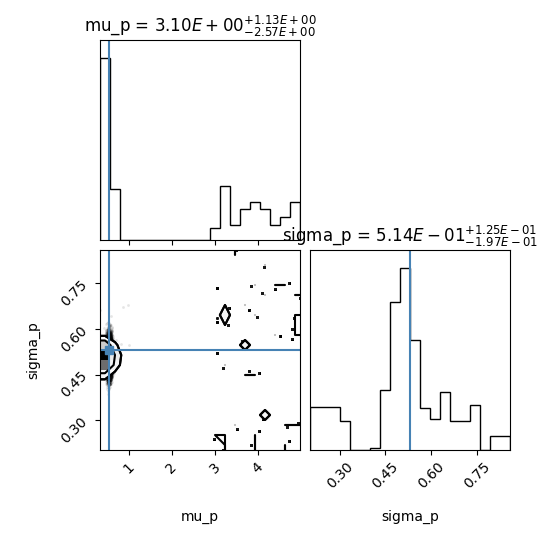 mu_p = 3.10E+00+1.13E+00−2.57E+00
sigma_p = 5.14E−01+1.25E−01−1.97E−01
0.75
0.60
0.45
0.30
sigma_p
1 2 3 4
0.30 0.45 0.60 0.75
mu_p
sigma_p